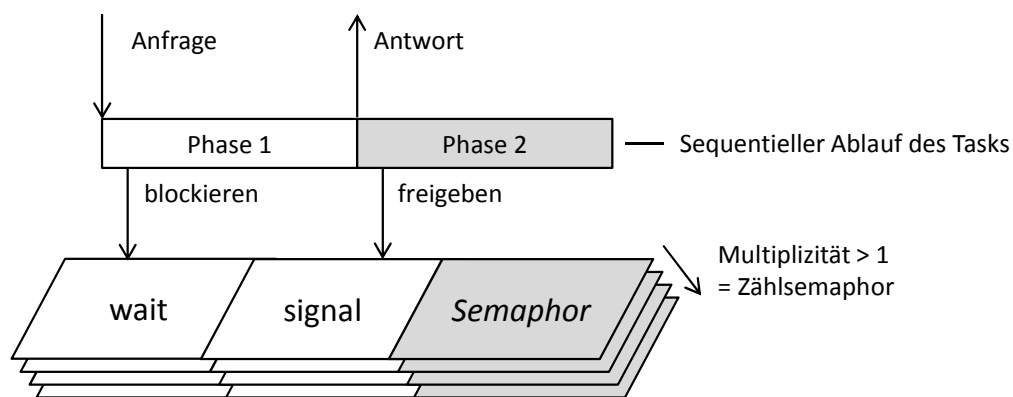 Anfrage
Antwort
Phase 1
Phase 2
Sequentieller Ablauf des Tasks
blockieren
freigeben
Multiplizität > 1
= Zählsemaphor
wait
signal
Semaphor